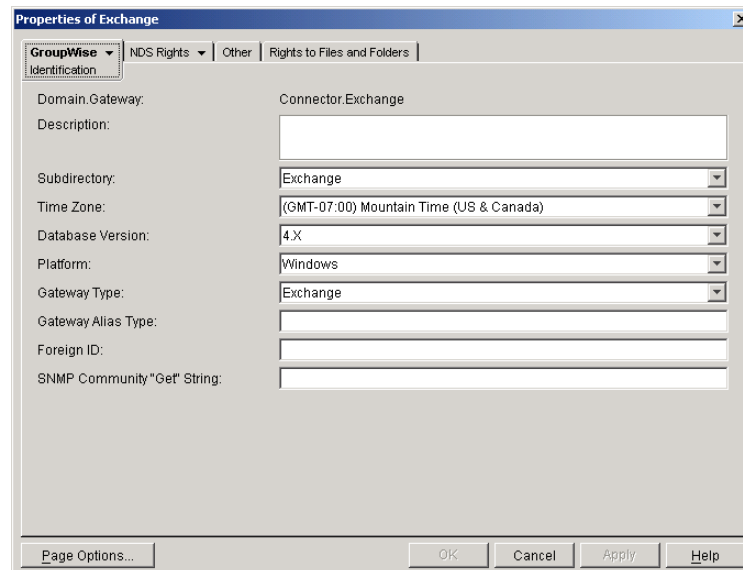 Properties of Exchange
GroupWise NDS Rights Other Rights to Files and Folders
Identification
Domain.Gateway: Connector.Exchange
Description:
Subdirectory: Exchange
Time Zone: (GMT-07:00) Mountain Time (US & Canada)
Database Version: 4.X
Platform: Windows
Gateway Type: Exchange
Gateway Alias Type:
Foreign ID:
SNMP Community "Get" String:
Page Options... OK Cancel Apply Help